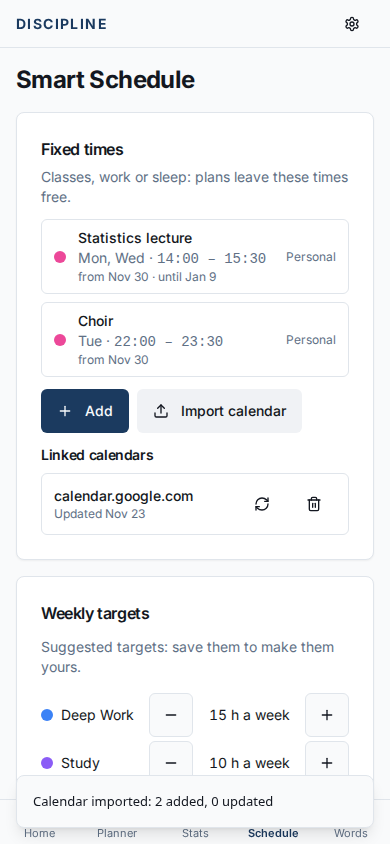 DISCIPLINE
Smart Schedule
Fixed times
Classes, work or sleep: plans leave these times
free.
Statistics lecture
Mon, Wed · 14:00 – 15:30
Personal
from Nov 30 · until Jan 9
Choir
Tue · 22:00 – 23:30
Personal
from Nov 30
Add
Import calendar
Linked calendars
calendar.google.com
Updated Nov 23
Weekly targets
Suggested targets: save them to make them
yours.
Deep Work
15 h a week
Study
10 h a week
Calendar imported: 2 added, 0 updated
Home
Planner
Stats
Schedule
Words